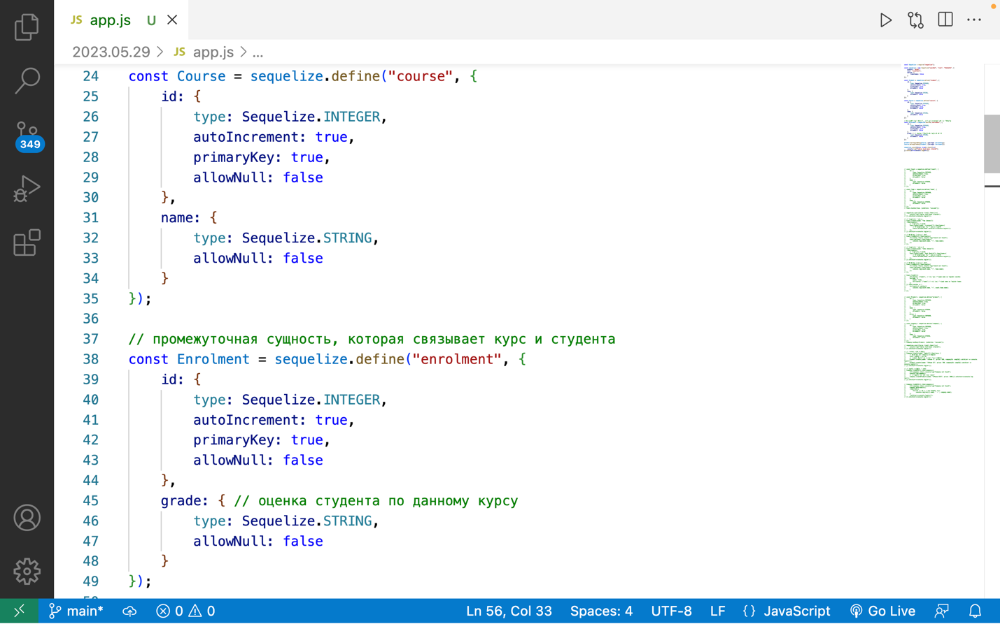 JS app.js U
2023.05.29 > JS app.js > ...
24 const Course = sequelize.define("course", {
25 id: {
26 type: Sequelize.INTEGER,
27 autoIncrement: true,
28 primaryKey: true,
29 allowNull: false
30 },
31 name: {
32 type: Sequelize.STRING,
33 allowNull: false
34 }
35 });
36
37 // промежуточная сущность, которая связывает курс и студента
38 const Enrolment = sequelize.define("enrolment", {
39 id: {
40 type: Sequelize.INTEGER,
41 autoIncrement: true,
42 primaryKey: true,
43 allowNull: false
44 },
45 grade: { // оценка студента по данному курсу
46 type: Sequelize.STRING,
47 allowNull: false
48 }
49 });
349
main* 0 0 Ln 56, Col 33 Spaces: 4 UTF-8 LF {} JavaScript Go Live